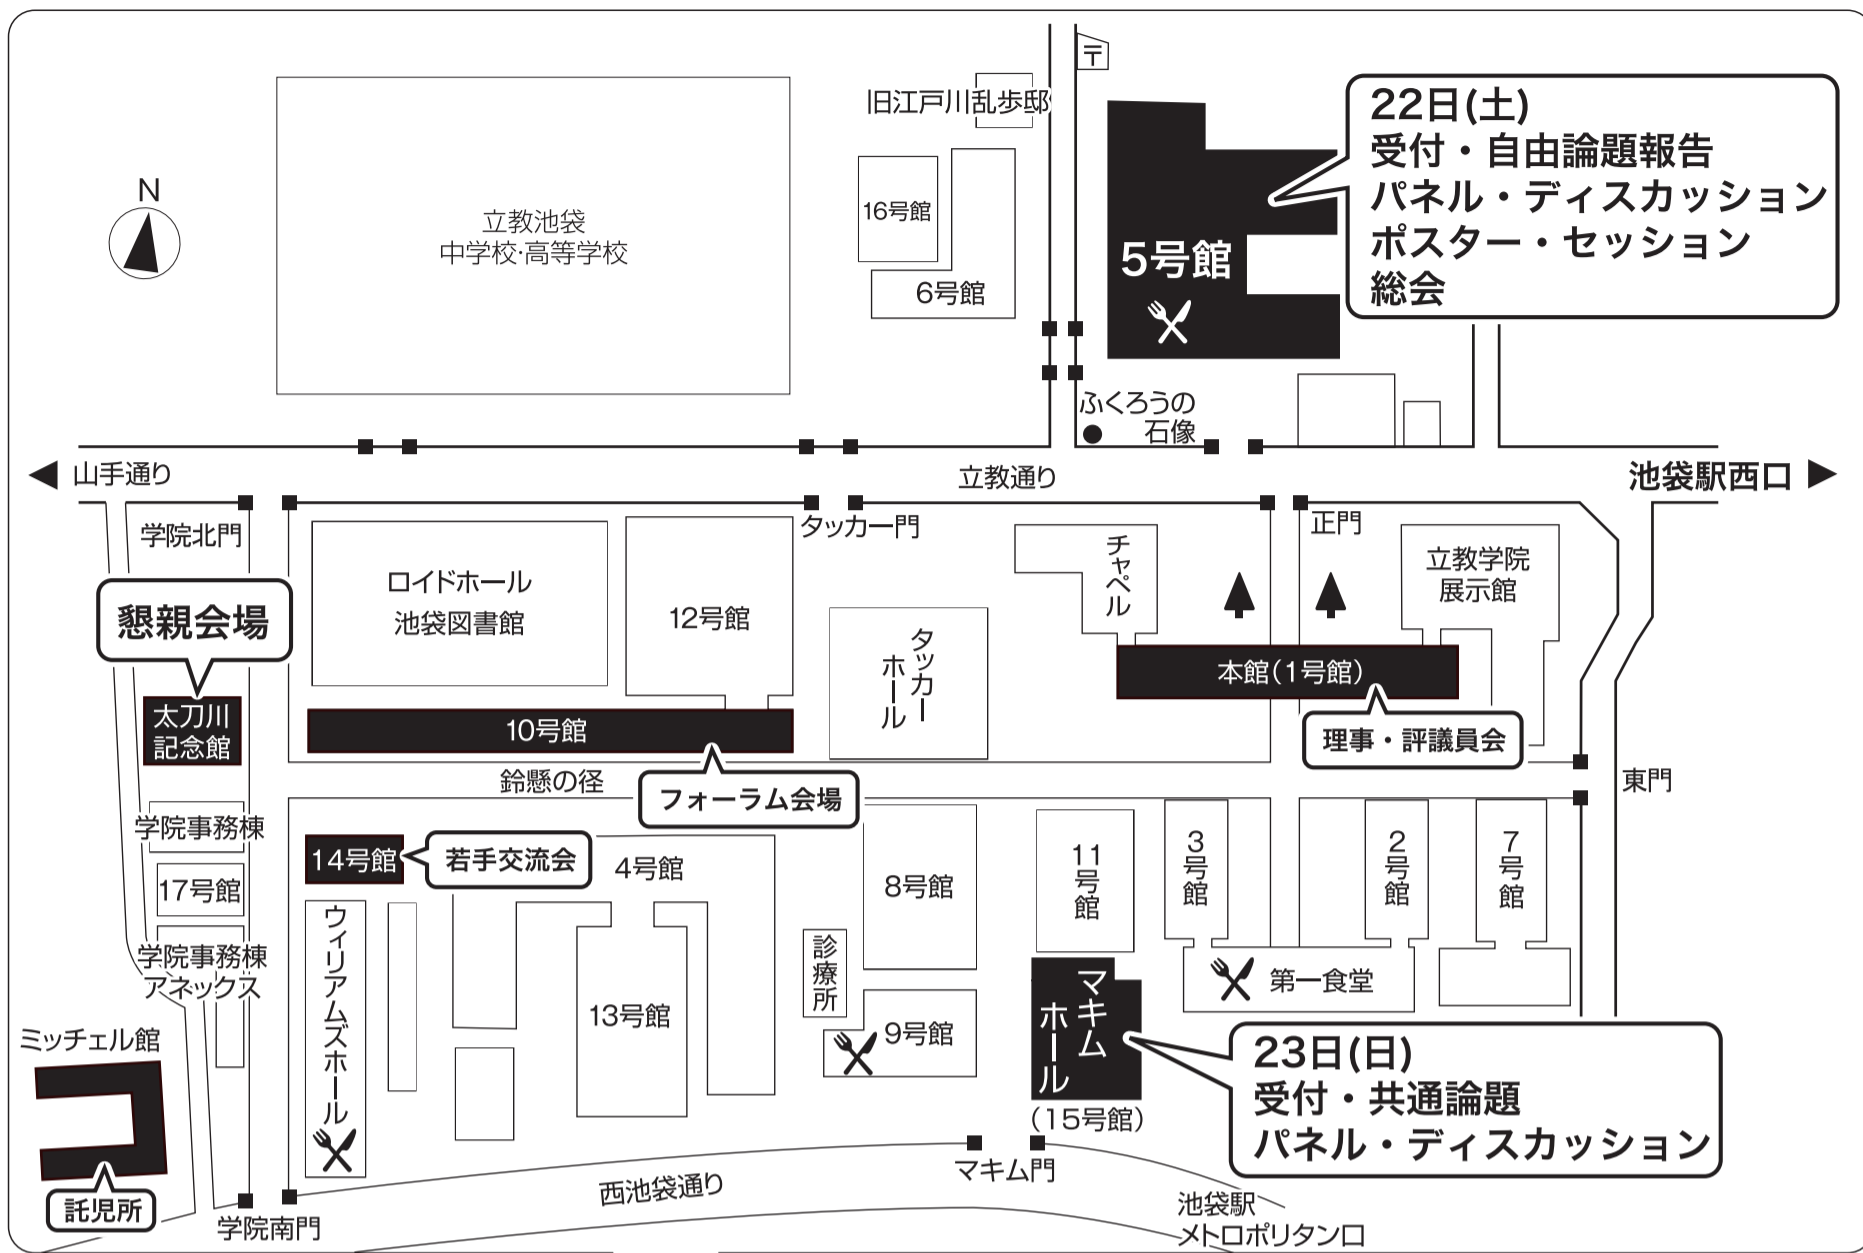 〒
旧江戸川乱歩邸
22日(土)
受付・自由論題報告
パネル・ディスカッション
ポスター・セッション
総会
N
立教池袋
中学校・高等学校
16号館
6号館
5号館
ふくろうの
石像
山手通り
立教通り
池袋駅西口
学院北門
タッカー門
正門
チャペル
立教学院
展示館
ロイドホール
池袋図書館
12号館
懇親会場
タッカー
ホール
本館(1号館)
太刀川
記念館
10号館
理事・評議員会
鈴懸の径
フォーラム会場
東門
学院事務棟
14号館
若手交流会
4号館
8号館
11号館
3号館
2号館
7号館
17号館
ウィリアムズホール
診療所
学院事務棟
アネックス
第一食堂
マキム
ホール
13号館
9号館
ミッチェル館
23日(日)
受付・共通論題
パネル・ディスカッション
(15号館)
マキム門
西池袋通り
託児所
学院南門
池袋駅
メトロポリタン口